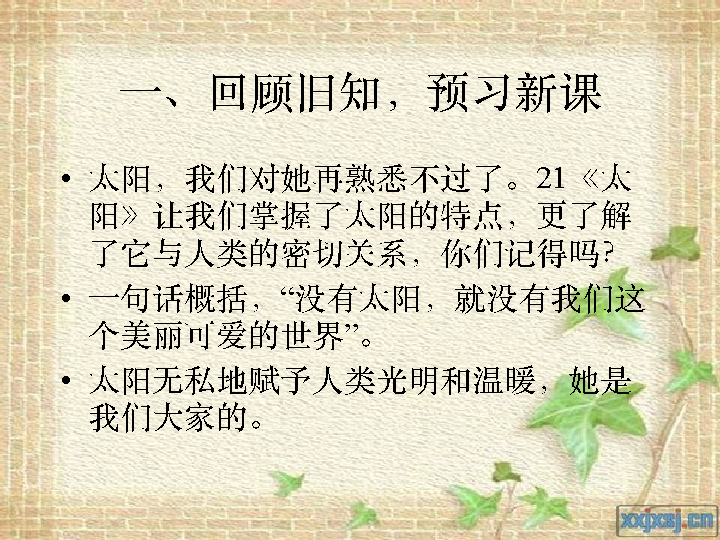 一、回顾旧知，预习新课
• 太阳，我们对她再熟悉不过了。21《太
阳》让我们掌握了太阳的特点，更了解
了它与人类的密切关系，你们记得吗？
• 一句话概括，“没有太阳，就没有我们这
个美丽可爱的世界”。
• 太阳无私地赋予人类光明和温暖，她是
我们大家的。
xxjxsj.cn